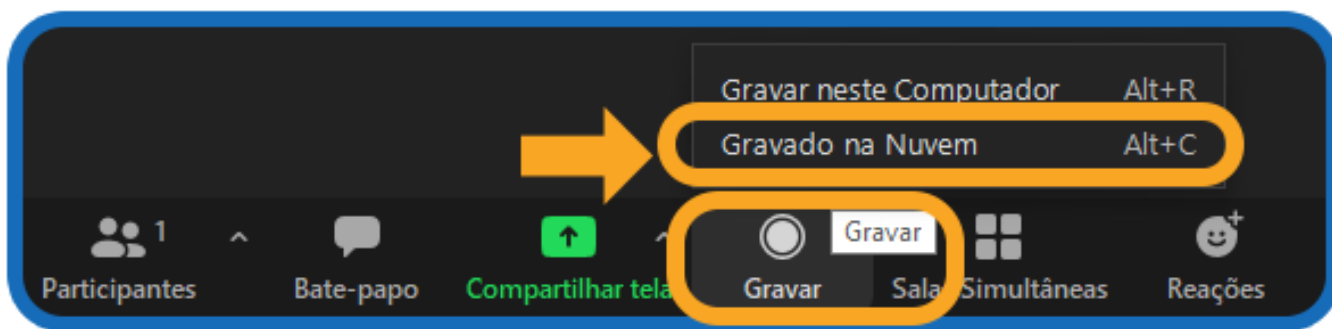 Gravar neste Computador Alt+R
Gravado na Nuvem Alt+C
1
Gravar
Participantes Bate-papo Compartilhar tela Gravar Salas Simultâneas Reações